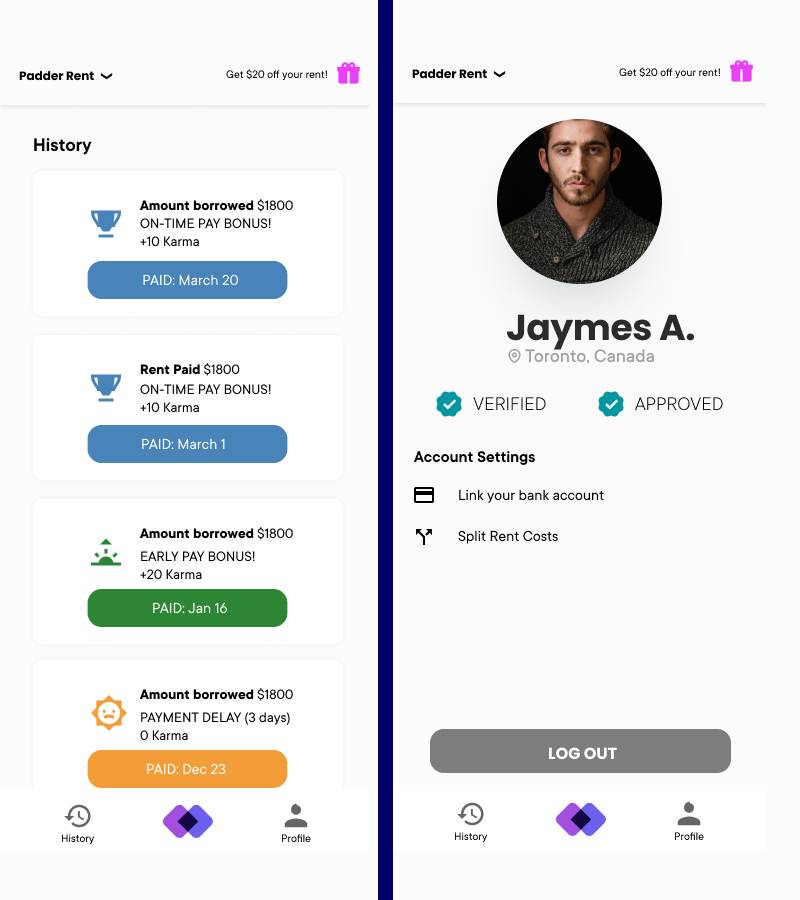 Padder Rent
Get $20 off your rent!
History
Amount borrowed $1800
ON-TIME PAY BONUS!
+10 Karma
PAID: March 20
Rent Paid $1800
ON-TIME PAY BONUS!
+10 Karma
PAID: March 1
Amount borrowed $1800
EARLY PAY BONUS!
+20 Karma
PAID: Jan 16
Amount borrowed $1800
PAYMENT DELAY (3 days)
0 Karma
PAID: Dec 23
History
Profile
Padder Rent
Get $20 off your rent!
Jaymes A.
Toronto, Canada
VERIFIED
APPROVED
Account Settings
Link your bank account
Split Rent Costs
LOG OUT
History
Profile